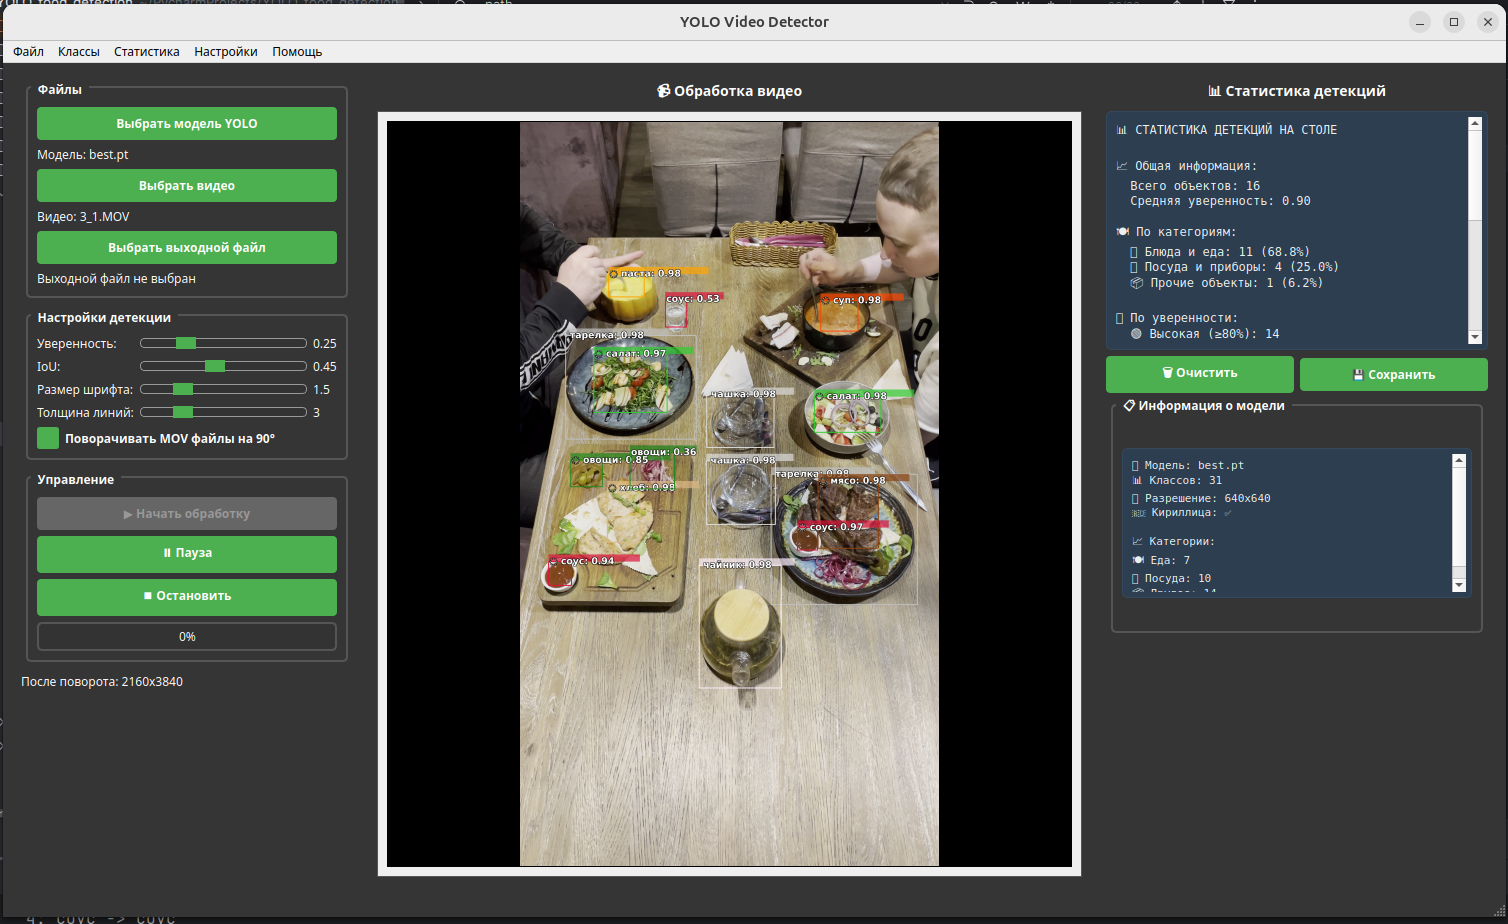 YOLO Video Detector
Файл Классы Статистика Настройки Помощь
Файлы
Выбрать модель YOLO
Модель: best.pt
Выбрать видео
Видео: 3_1.MOV
Выбрать выходной файл
Выходной файл не выбран
Настройки детекции
Уверенность: 0.25
IoU: 0.45
Размер шрифта: 1.5
Толщина линий: 3
Поворачивать MOV файлы на 90°
Управление
▶ Начать обработку
⏸ Пауза
⏹ Остановить
0%
После поворота: 2160x3840
📹 Обработка видео
паста: 0.98
соус: 0.53
суп: 0.98
тарелка: 0.98
салат: 0.97
чашка: 0.98
салат: 0.98
овощи: 0.36
овощи: 0.85
чашка: 0.98
тарелка: 0.98
мясо: 0.98
хлеб: 0.98
соус: 0.97
соус: 0.94
чайник: 0.98
📊 Статистика детекций
📊 СТАТИСТИКА ДЕТЕКЦИЙ НА СТОЛЕ
📈 Общая информация:
Всего объектов: 16
Средняя уверенность: 0.90
🍽 По категориям:
Блюда и еда: 11 (68.8%)
Посуда и приборы: 4 (25.0%)
📦 Прочие объекты: 1 (6.2%)
По уверенности:
Высокая (≥80%): 14
🗑 Очистить
💾 Сохранить
📋 Информация о модели
Модель: best.pt
📊 Классов: 31
Разрешение: 640x640
Кириллица: ✓
📈 Категории:
🍽 Еда: 7
Посуда: 10
4. соус -> соус